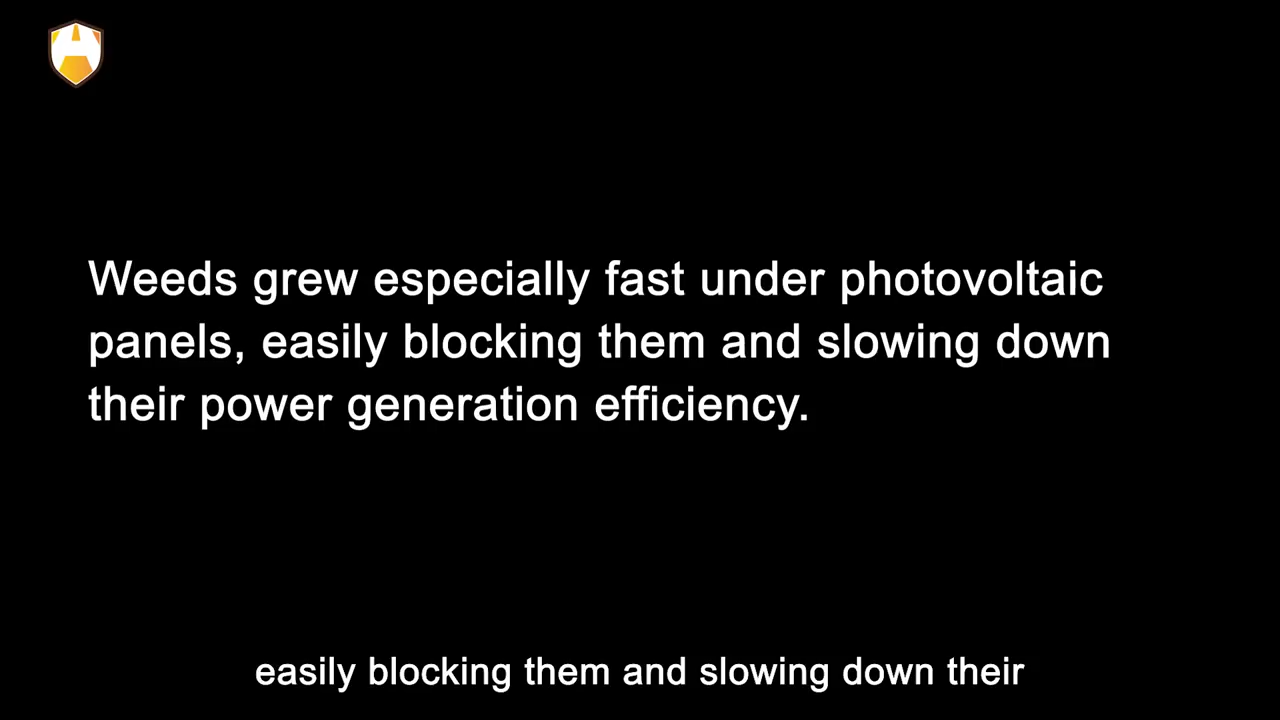 Weeds grew especially fast under photovoltaic
panels, easily blocking them and slowing down
their power generation efficiency.
easily blocking them and slowing down their